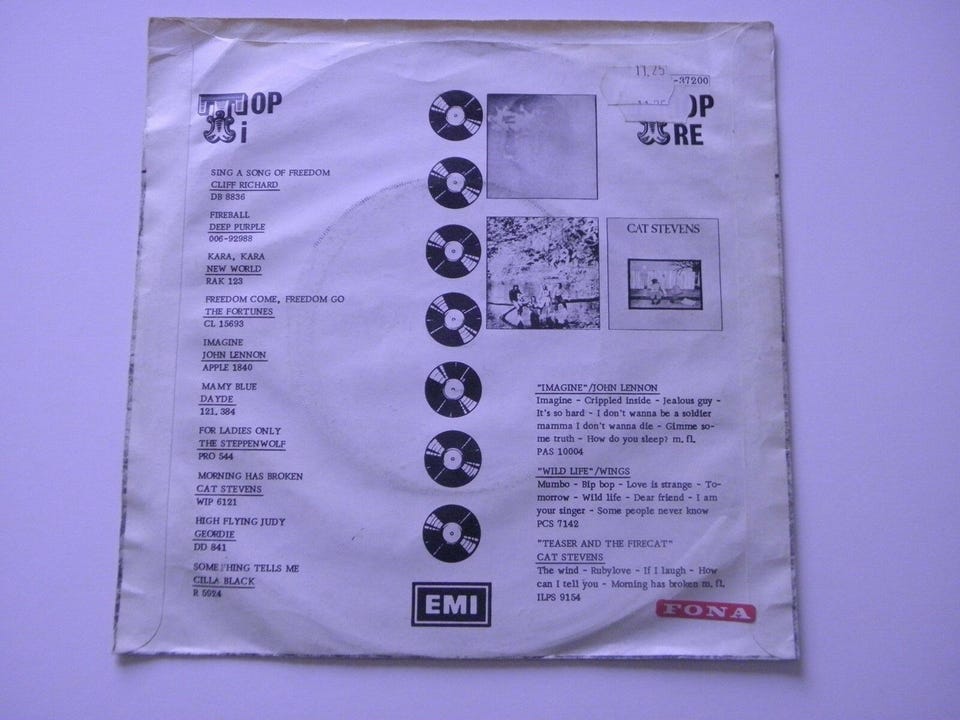 TOP
Ti
SING A SONG OF FREEDOM
CLIFF RICHARD
DB 8836
FIREBALL
DEEP PURPLE
006-92988
KARA, KARA
NEW WORLD
RAK 123
FREEDOM COME, FREEDOM GO
THE FORTUNES
CL 15693
IMAGINE
JOHN LENNON
APPLE 1840
MAMY BLUE
DAYDE
121.384
FOR LADIES ONLY
THE STEPPENWOLF
PRO 544
MORNING HAS BROKEN
CAT STEVENS
WIP 6121
HIGH FLYING JUDY
GEORDIE
DD 841
SOMETHING TELLS ME
CILLA BLACK
R 5924
EMI
11.25
-37200
OP
TRE
CAT STEVENS
"IMAGINE"/JOHN LENNON
Imagine - Crippled inside - Jealous guy -
It's so hard - I don't wanna be a soldier
mamma I don't wanna die - Gimme so-
me truth - How do you sleep? m. fl.
PAS 10004
"WILD LIFE"/WINGS
Mumbo - Bip bop - Love is strange - To-
morrow - Wild life - Dear friend - I am
your singer - Some people never know
PCS 7142
"TEASER AND THE FIRECAT"
CAT STEVENS
The wind - Rubylove - If I laugh - How
can I tell you - Morning has broken m. fl.
ILPS 9154
FONA